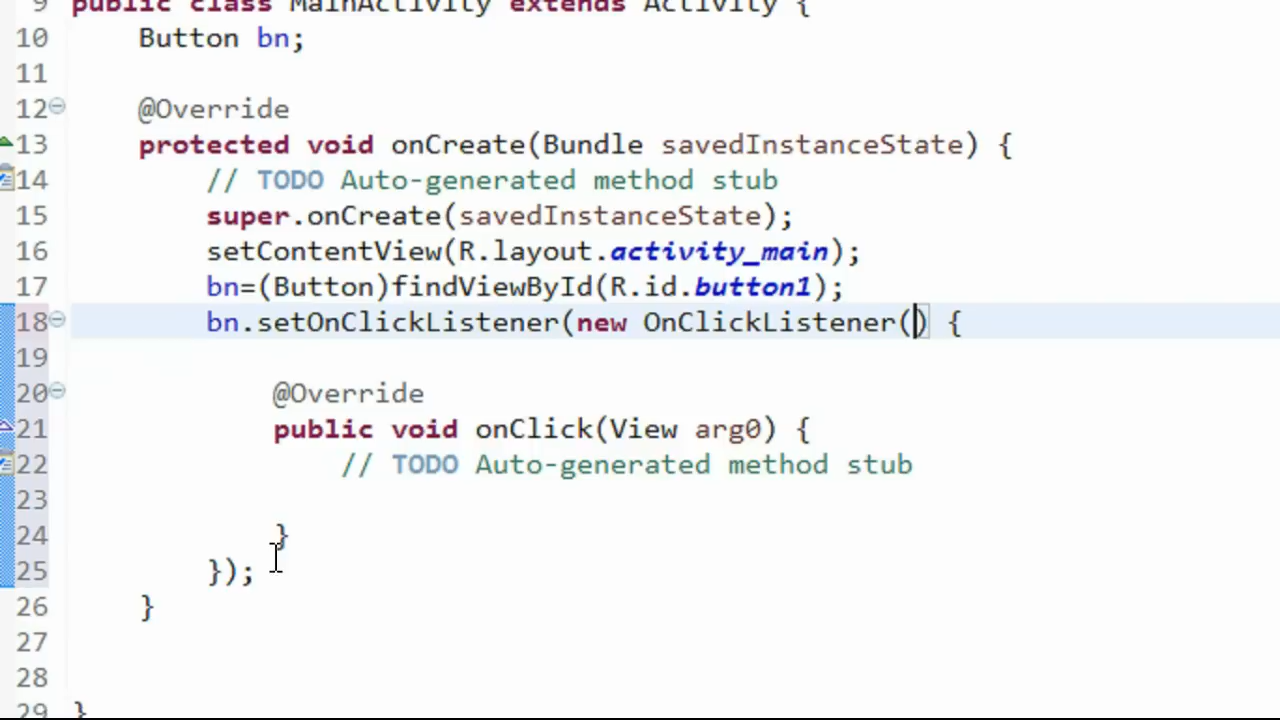 9 public class MainActivity extends Activity {
10 Button bn;
11
12 @Override
13 protected void onCreate(Bundle savedInstanceState) {
14 // TODO Auto-generated method stub
15 super.onCreate(savedInstanceState);
16 setContentView(R.layout.activity_main);
17 bn=(Button)findViewById(R.id.button1);
18 bn.setOnClickListener(new OnClickListener() {
19
20 @Override
21 public void onClick(View arg0) {
22 // TODO Auto-generated method stub
23
24 }
25 });
26 }
27
28
29 }